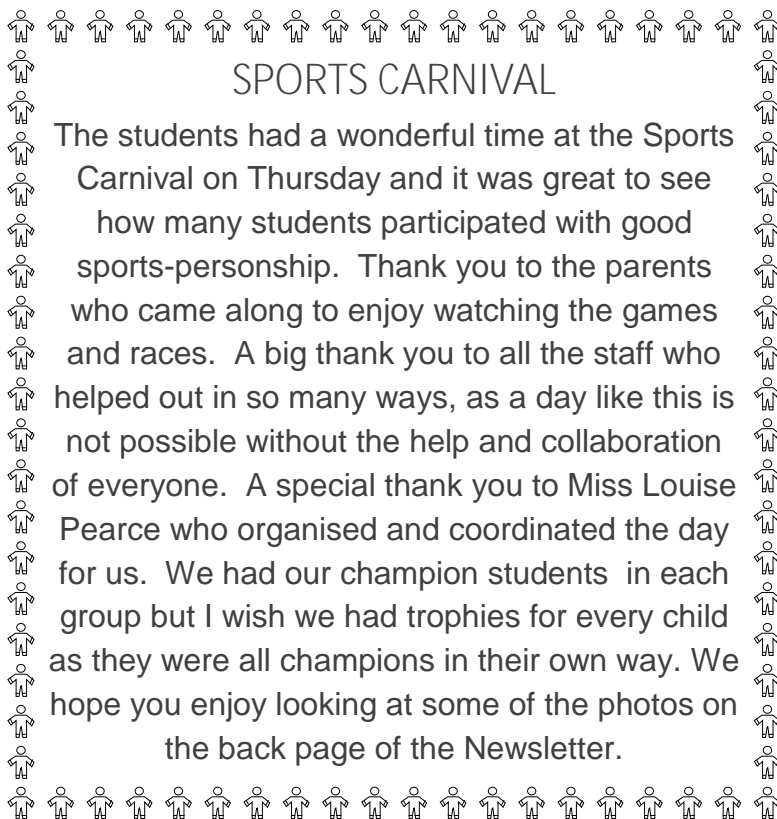 SPORTS CARNIVAL
The students had a wonderful time at the Sports
Carnival on Thursday and it was great to see
how many students participated with good
sports-personship.  Thank you to the parents
who came along to enjoy watching the games
and races.  A big thank you to all the staff who
helped out in so many ways, as a day like this is
not possible without the help and collaboration
of everyone.  A special thank you to Miss Louise
Pearce who organised and coordinated the day
for us.  We had our champion students  in each
group but I wish we had trophies for every child
as they were all champions in their own way. We
hope you enjoy looking at some of the photos on
the back page of the Newsletter.